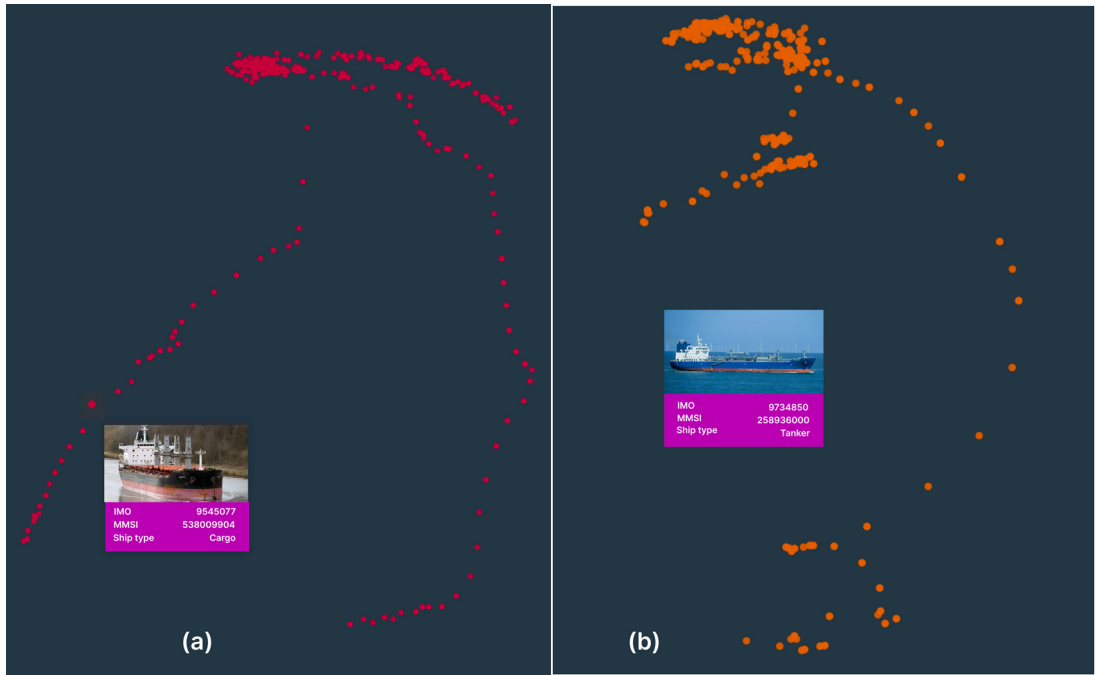 IMO 9545077
MMSI 538009904
Ship type Cargo
(a)
IMO 9734850
MMSI 258936000
Ship type Tanker
(b)